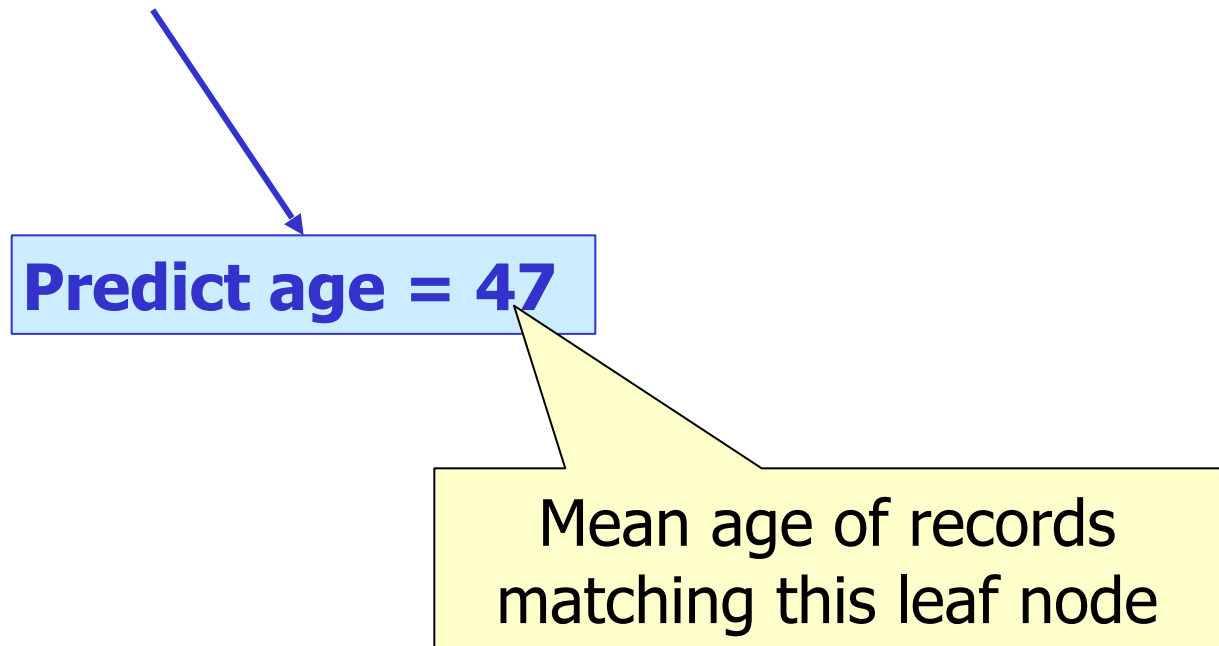 Predict age = 47
Mean age of records
matching this leaf node